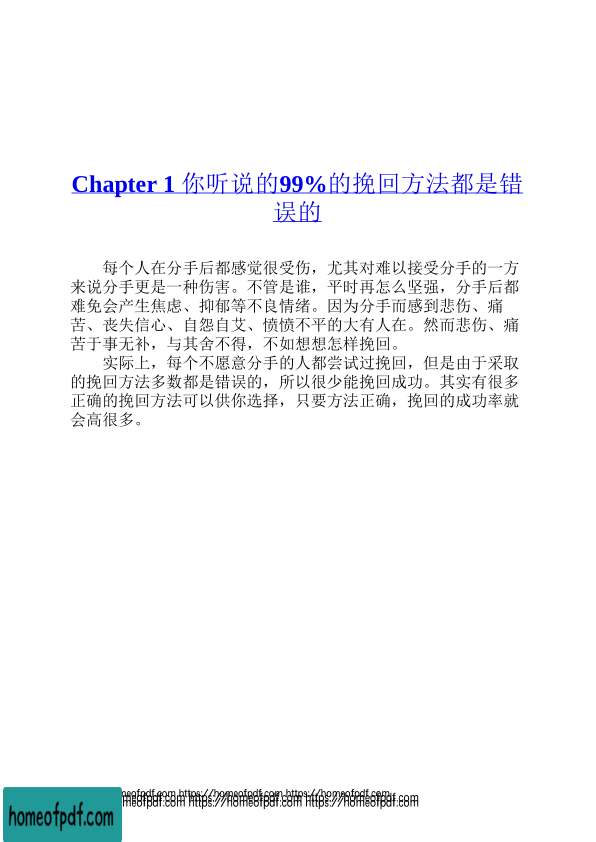 Chapter 1 你听说的99%的挽回方法都是错
误的
每个人在分手后都感觉很受伤，尤其对难以接受分手的一方
来说分手更是一种伤害。不管是谁，平时再怎么坚强，分手后都
难免会产生焦虑、抑郁等不良情绪。因为分手而感到悲伤、痛
苦、丧失信心、自怨自艾、愤愤不平的大有人在。然而悲伤、痛
苦于事无补，与其舍不得，不如想想怎样挽回。
实际上，每个不愿意分手的人都尝试过挽回，但是由于采取
的挽回方法多数都是错误的，所以很少能挽回成功。其实有很多
正确的挽回方法可以供你选择，只要方法正确，挽回的成功率就
会高很多。
meofpdf.com https://homeofpdf.com https://homeofpdf.com
omeofpdf.com https://homeofpdf.com https://homeofpdf.com
homeofpdf.com